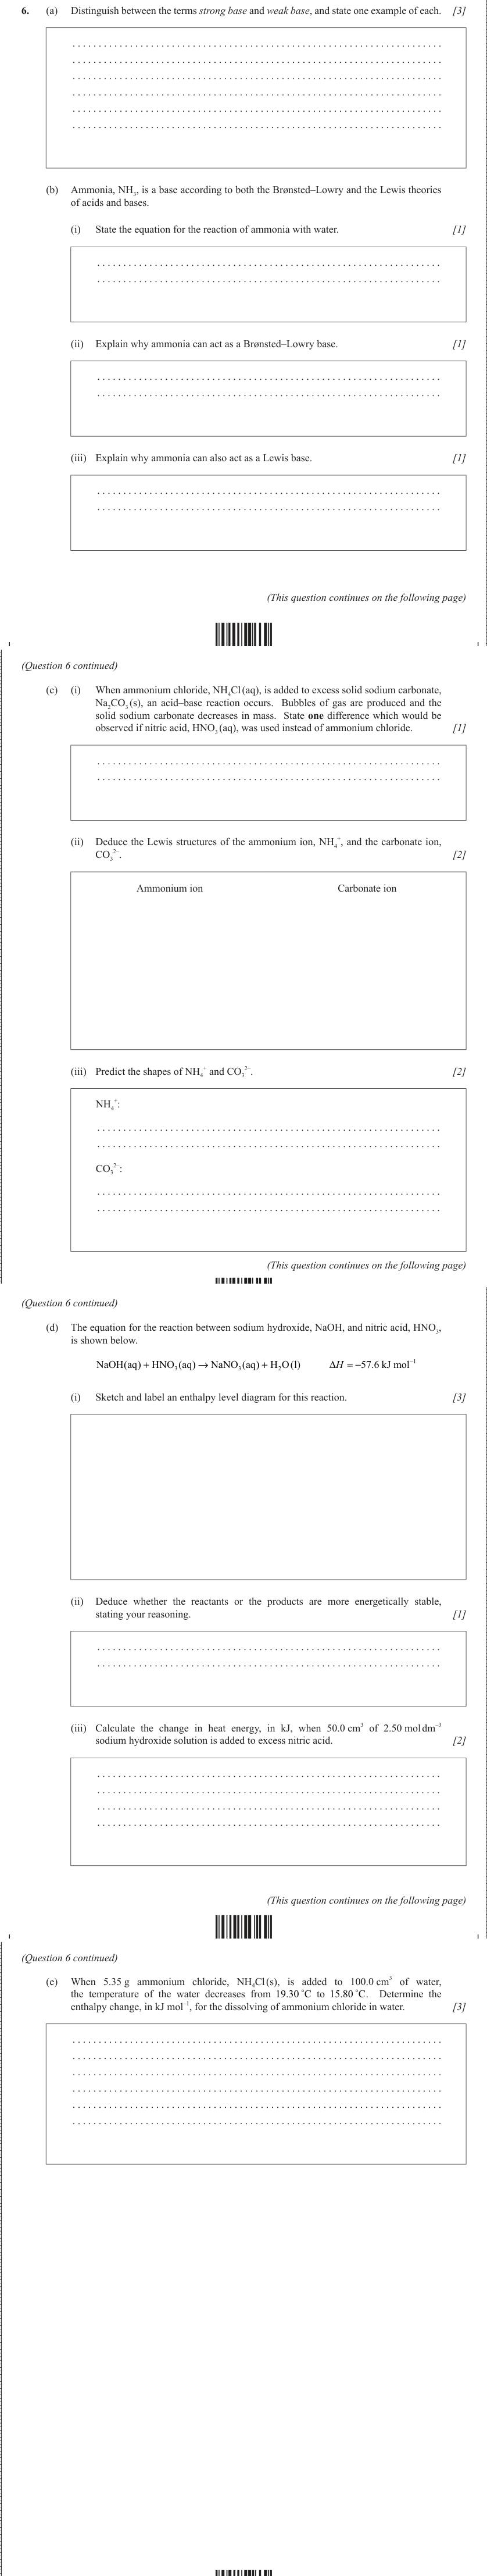 6. (a) Distinguish between the terms strong base and weak base, and state one example of each. [3]
(b) Ammonia, NH₃, is a base according to both the Brønsted–Lowry and the Lewis theories
of acids and bases.
(i) State the equation for the reaction of ammonia with water. [1]
(ii) Explain why ammonia can act as a Brønsted–Lowry base. [1]
(iii) Explain why ammonia can also act as a Lewis base. [1]
(This question continues on the following page)
(Question 6 continued)
(c) (i) When ammonium chloride, NH₄Cl(aq), is added to excess solid sodium carbonate,
Na₂CO₃(s), an acid–base reaction occurs. Bubbles of gas are produced and the
solid sodium carbonate decreases in mass. State one difference which would be
observed if nitric acid, HNO₃(aq), was used instead of ammonium chloride. [1]
(ii) Deduce the Lewis structures of the ammonium ion, NH₄⁺, and the carbonate ion,
CO₃²⁻. [2]
Ammonium ion Carbonate ion
(iii) Predict the shapes of NH₄⁺ and CO₃²⁻. [2]
NH₄⁺:
CO₃²⁻:
(This question continues on the following page)
(Question 6 continued)
(d) The equation for the reaction between sodium hydroxide, NaOH, and nitric acid, HNO₃,
is shown below.
NaOH(aq) + HNO₃(aq) → NaNO₃(aq) + H₂O(l) ΔH = −57.6 kJ mol⁻¹
(i) Sketch and label an enthalpy level diagram for this reaction. [3]
(ii) Deduce whether the reactants or the products are more energetically stable,
stating your reasoning. [1]
(iii) Calculate the change in heat energy, in kJ, when 50.0 cm³ of 2.50 mol dm⁻³
sodium hydroxide solution is added to excess nitric acid. [2]
(This question continues on the following page)
(Question 6 continued)
(e) When 5.35 g ammonium chloride, NH₄Cl(s), is added to 100.0 cm³ of water,
the temperature of the water decreases from 19.30 °C to 15.80 °C. Determine the
enthalpy change, in kJ mol⁻¹, for the dissolving of ammonium chloride in water. [3]